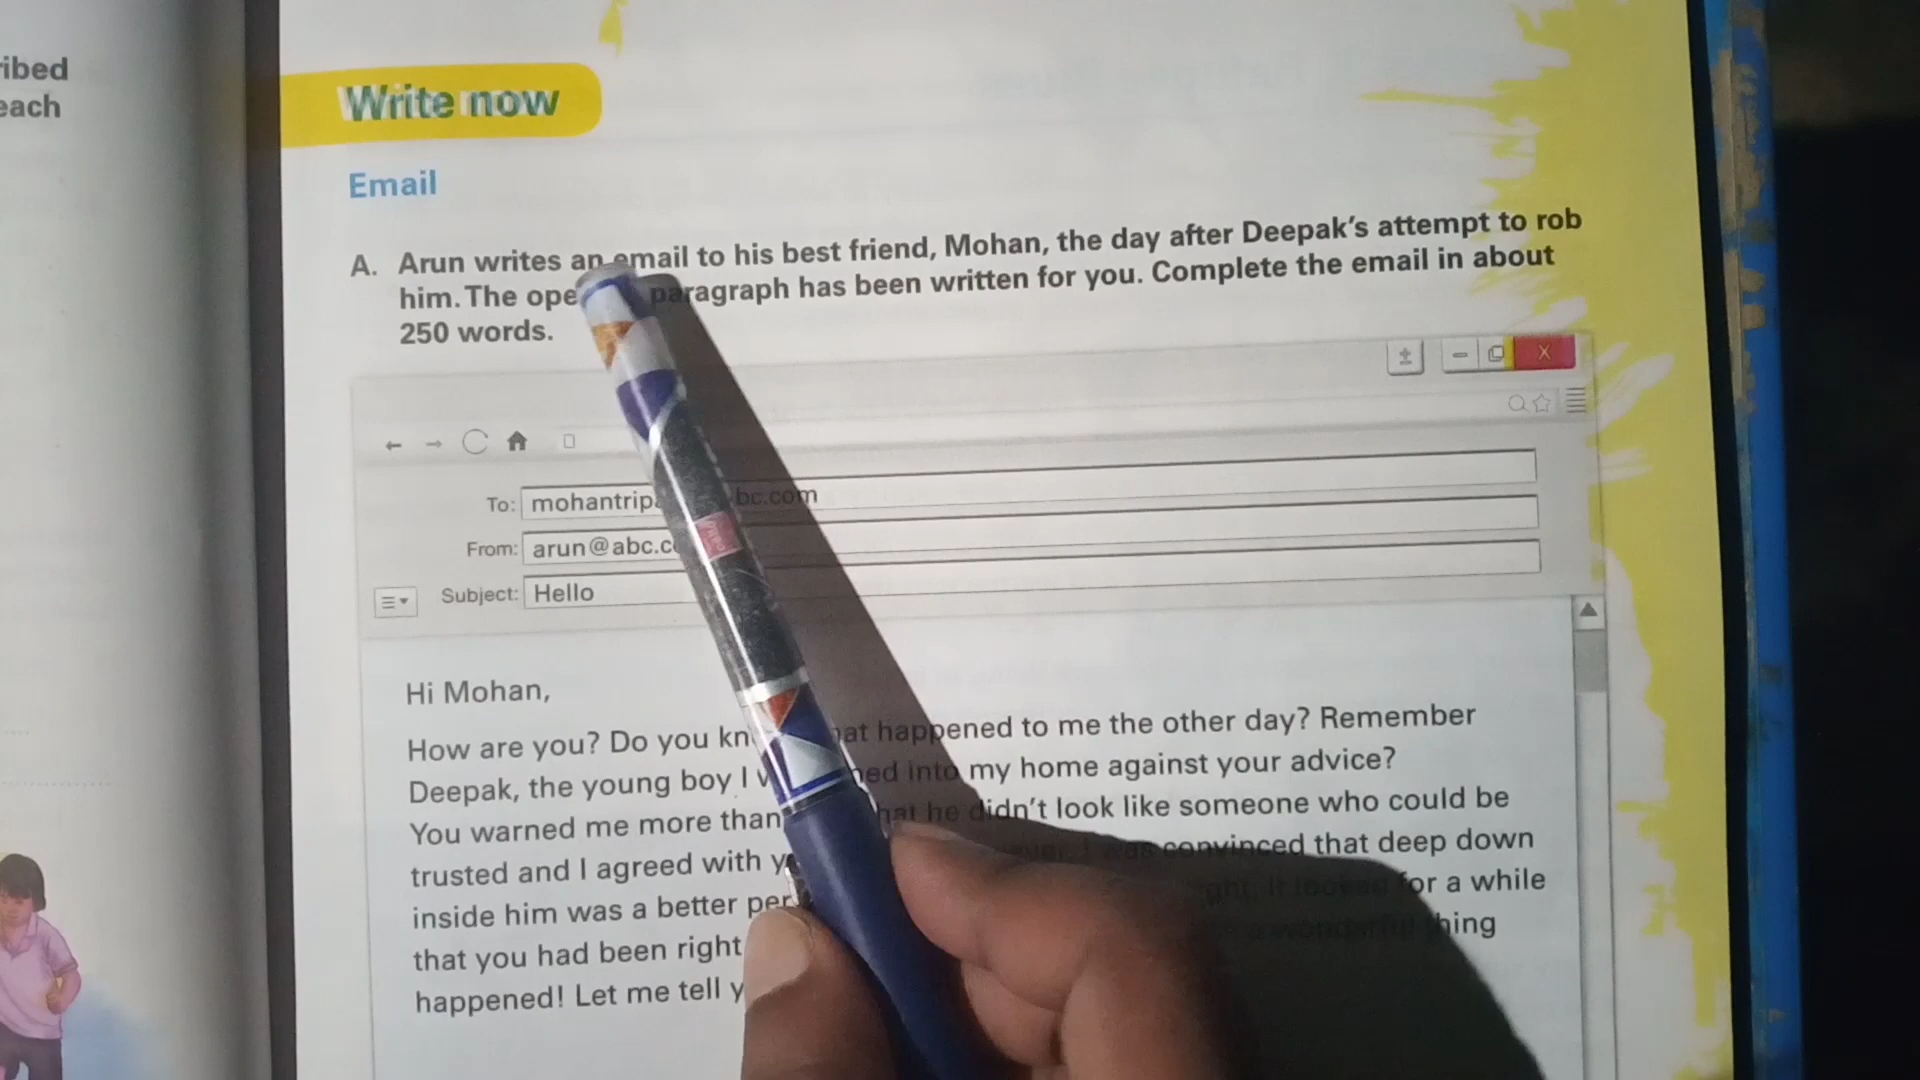 ribed
each
Write now
Email
A. Arun writes an email to his best friend, Mohan, the day after Deepak's attempt to rob
him. The paragraph has been written for you. Complete the email in about
250 words.
To: bc.com
From: arun@abc.c
Subject: Hello
Hi Mohan,
How are you? Do you happened to me the other day? Remember
Deepak, the young boy I into my home against your advice?
You warned me more than he didn't look like someone who could be
trusted and I agreed with I was convinced that deep down
inside him was a better for a while
that you had been right
happened! Let me tell